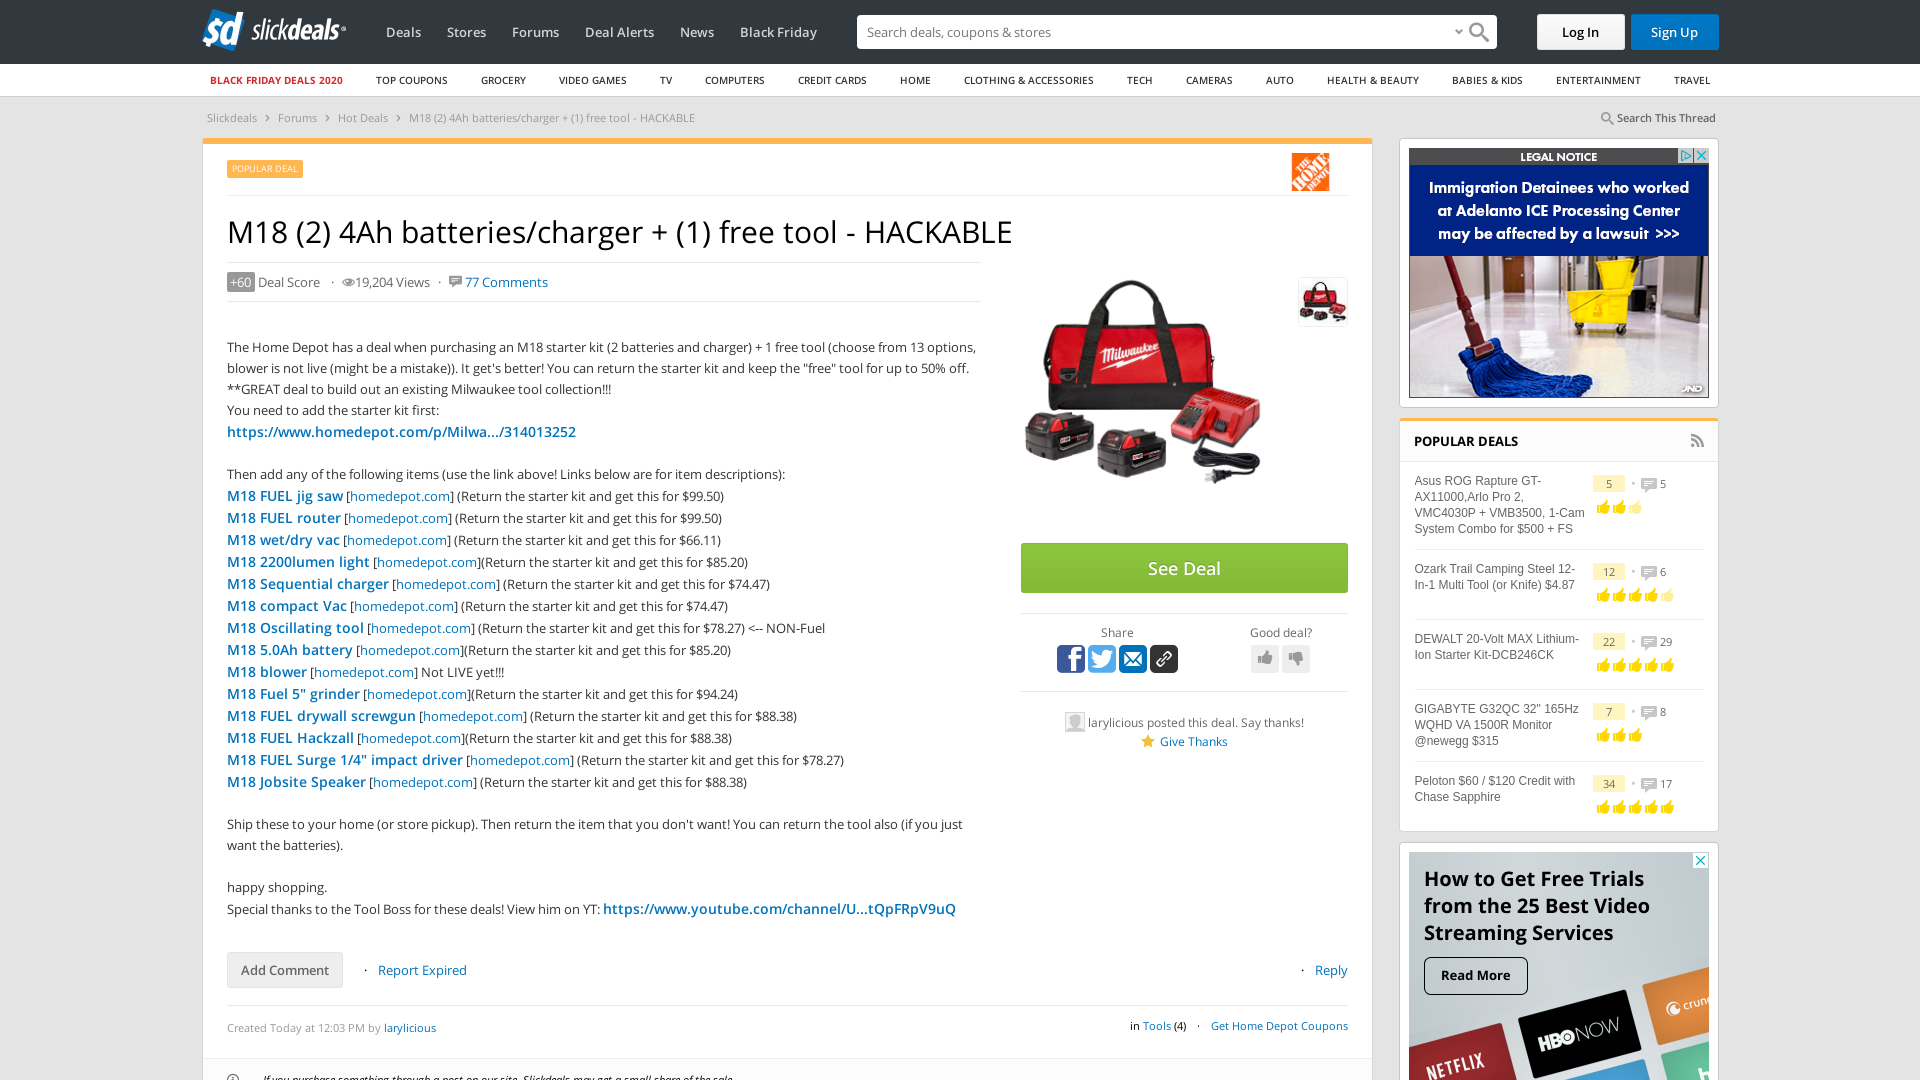 sd slickdeals
Deals Stores Forums Deal Alerts News Black Friday
Search deals, coupons & stores
Log In
Sign Up
BLACK FRIDAY DEALS 2020 TOP COUPONS GROCERY VIDEO GAMES TV COMPUTERS CREDIT CARDS HOME CLOTHING & ACCESSORIES TECH CAMERAS AUTO HEALTH & BEAUTY BABIES & KIDS ENTERTAINMENT TRAVEL
Slickdeals > Forums > Hot Deals > M18 (2) 4Ah batteries/charger + (1) free tool - HACKABLE
Search This Thread
POPULAR DEAL
THE HOME DEPOT
M18 (2) 4Ah batteries/charger + (1) free tool - HACKABLE
+60 Deal Score · 19,204 Views · 77 Comments
The Home Depot has a deal when purchasing an M18 starter kit (2 batteries and charger) + 1 free tool (choose from 13 options,
blower is not live (might be a mistake)). It get's better! You can return the starter kit and keep the "free" tool for up to 50% off.
**GREAT deal to build out an existing Milwaukee tool collection!!!
You need to add the starter kit first:
https://www.homedepot.com/p/Milwa.../314013252
Then add any of the following items (use the link above! Links below are for item descriptions):
M18 FUEL jig saw [homedepot.com] (Return the starter kit and get this for $99.50)
M18 FUEL router [homedepot.com] (Return the starter kit and get this for $99.50)
M18 wet/dry vac [homedepot.com] (Return the starter kit and get this for $66.11)
M18 2200lumen light [homedepot.com](Return the starter kit and get this for $85.20)
M18 Sequential charger [homedepot.com] (Return the starter kit and get this for $74.47)
M18 compact Vac [homedepot.com] (Return the starter kit and get this for $74.47)
M18 Oscillating tool [homedepot.com] (Return the starter kit and get this for $78.27) <-- NON-Fuel
M18 5.0Ah battery [homedepot.com](Return the starter kit and get this for $85.20)
M18 blower [homedepot.com] Not LIVE yet!!!
M18 Fuel 5" grinder [homedepot.com](Return the starter kit and get this for $94.24)
M18 FUEL drywall screwgun [homedepot.com] (Return the starter kit and get this for $88.38)
M18 FUEL Hackzall [homedepot.com](Return the starter kit and get this for $88.38)
M18 FUEL Surge 1/4" impact driver [homedepot.com] (Return the starter kit and get this for $78.27)
M18 Jobsite Speaker [homedepot.com] (Return the starter kit and get this for $88.38)
Ship these to your home (or store pickup). Then return the item that you don't want! You can return the tool also (if you just
want the batteries).
happy shopping.
Special thanks to the Tool Boss for these deals! View him on YT: https://www.youtube.com/channel/U...tQpFRpV9uQ
Milwaukee
See Deal
Share
Good deal?
larylicious posted this deal. Say thanks!
Give Thanks
Add Comment · Report Expired
· Reply
Created Today at 12:03 PM by larylicious
in Tools (4) · Get Home Depot Coupons
If you purchase something through a post on our site, Slickdeals may get a small share of the sale.
LEGAL NOTICE
Immigration Detainees who worked
at Adelanto ICE Processing Center
may be affected by a lawsuit >>>
JND
POPULAR DEALS
Asus ROG Rapture GT-
AX11000,Arlo Pro 2,
VMC4030P + VMB3500, 1-Cam
System Combo for $500 + FS
5 · 5
Ozark Trail Camping Steel 12-
In-1 Multi Tool (or Knife) $4.87
12 · 6
DEWALT 20-Volt MAX Lithium-
Ion Starter Kit-DCB246CK
22 · 29
GIGABYTE G32QC 32" 165Hz
WQHD VA 1500R Monitor
@newegg $315
7 · 8
Peloton $60 / $120 Credit with
Chase Sapphire
34 · 17
How to Get Free Trials
from the 25 Best Video
Streaming Services
Read More
HBO NOW
NETFLIX